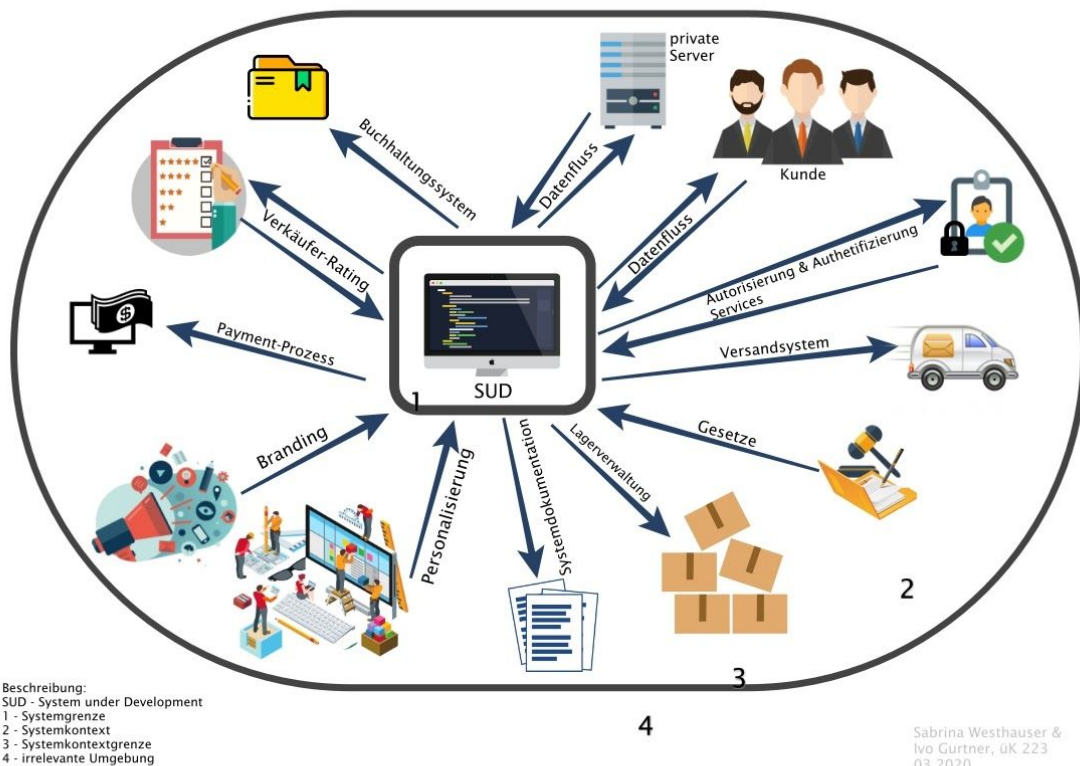 private
Server
Buchhaltungssystem
Datenfluss
Kunde
Verkäufer-Rating
Datenfluss
Autorisierung & Authetifizierung
Services
Payment-Prozess
Versandsystem
SUD
1
Branding
Personalisierung
Systemdokumentation
Lagerverwaltung
Gesetze
2
3
4
Beschreibung:
SUD - System under Development
1 - Systemgrenze
2 - Systemkontext
3 - Systemkontextgrenze
4 - irrelevante Umgebung
Sabrina Westhauser &
Ivo Gurtner, üK 223
03.2020